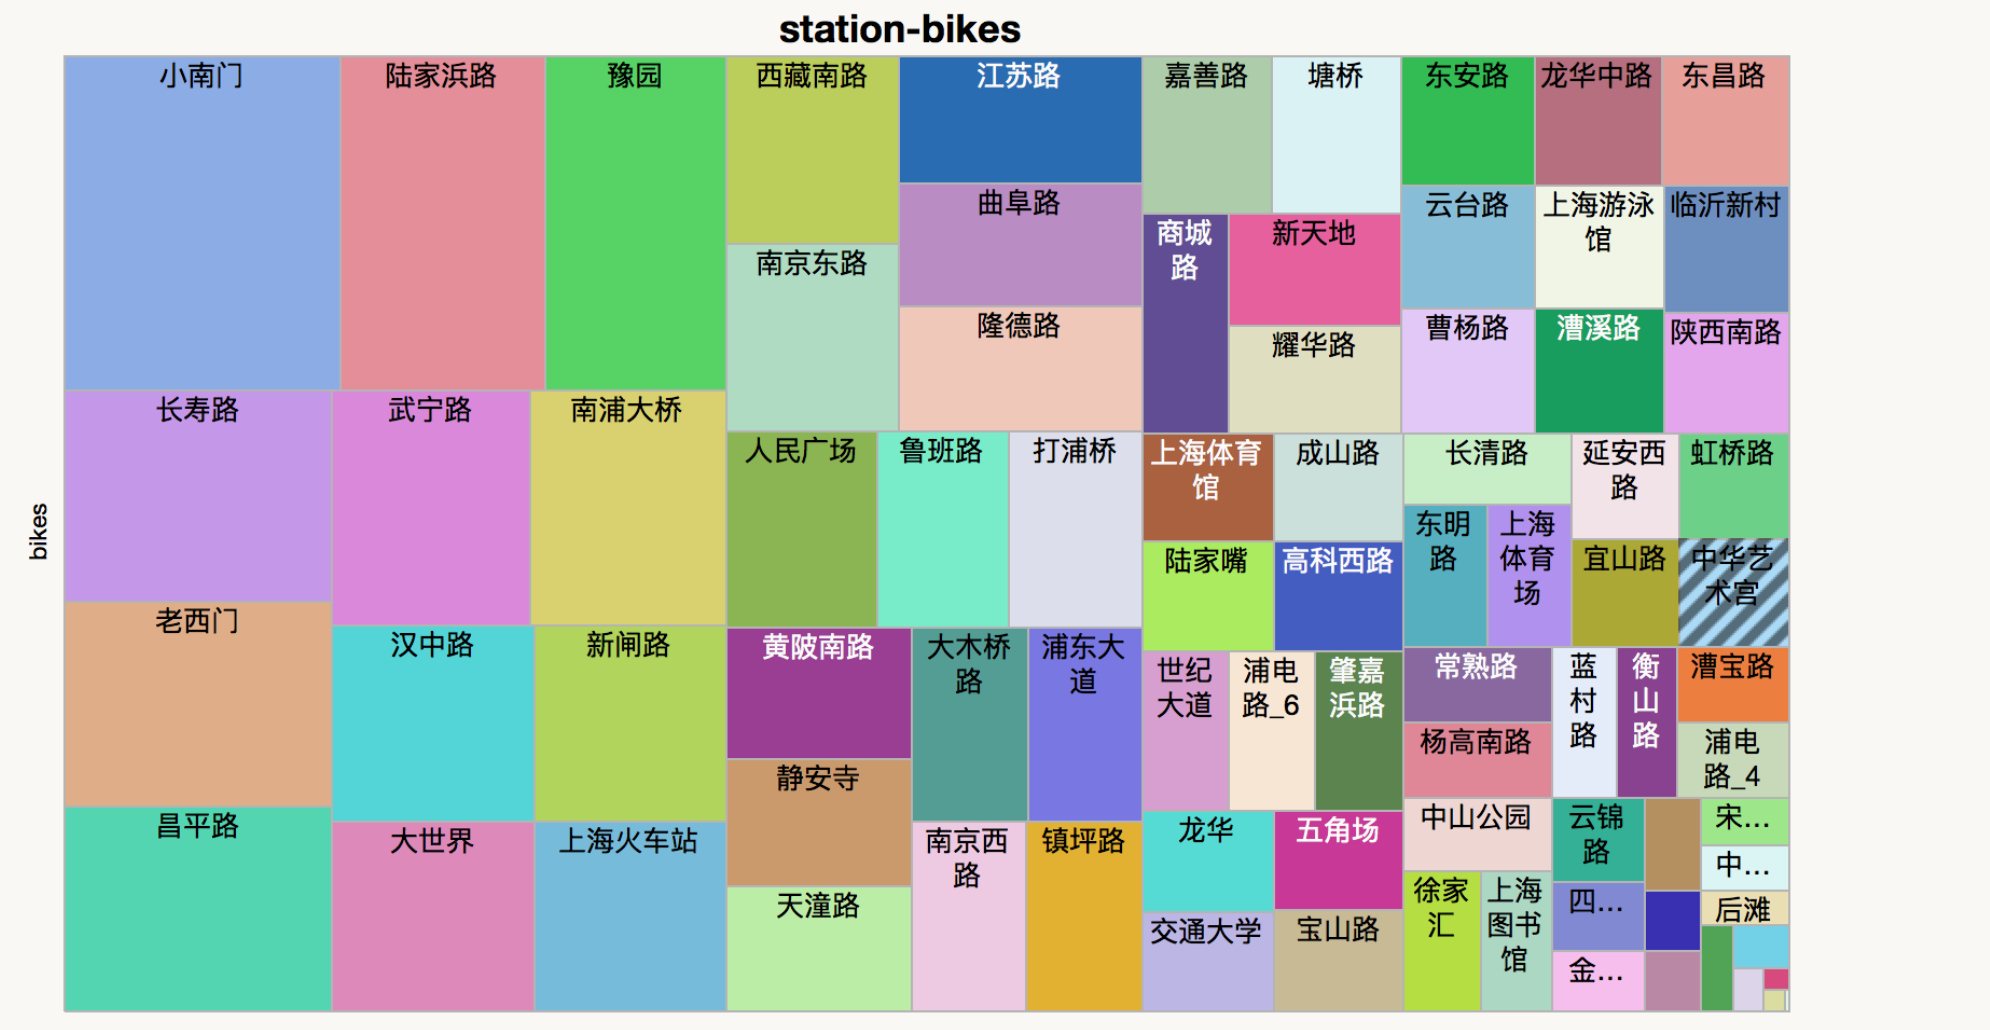 station-bikes
bikes
小南门
陆家浜路
豫园
西藏南路
江苏路
嘉善路
塘桥
东安路
龙华中路
东昌路
曲阜路
云台路
上海游泳
馆
临沂新村
商城
路
新天地
南京东路
隆德路
耀华路
曹杨路
漕溪路
陕西南路
长寿路
武宁路
南浦大桥
人民广场
鲁班路
打浦桥
上海体育
馆
成山路
长清路
延安西
路
虹桥路
东明
路
上海
体育
场
陆家嘴
高科西路
宜山路
中华艺
术宫
老西门
汉中路
新闸路
黄陂南路
大木桥
路
浦东大
道
世纪
大道
浦电
路_6
肇嘉
浜路
常熟路
蓝
村
路
衡
山
路
漕宝路
杨高南路
浦电
路_4
静安寺
昌平路
大世界
上海火车站
南京西
路
镇坪路
龙华
五角场
中山公园
云锦
路
宋...
中...
天潼路
徐家
汇
上海
图书
馆
四...
后滩
交通大学
宝山路
金...